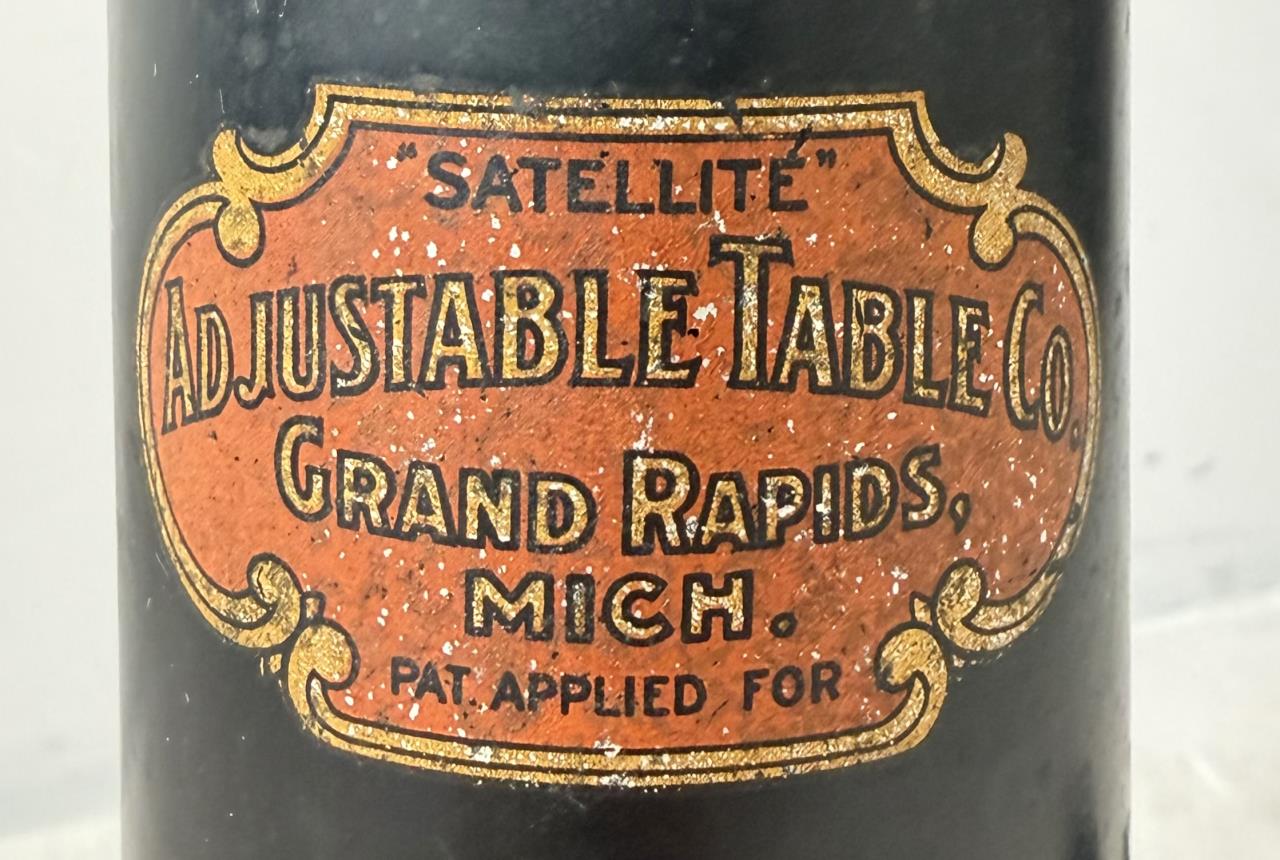 "SATELLITE"
ADJUSTABLE TABLE CO.
GRAND RAPIDS,
MICH.
PAT. APPLIED FOR